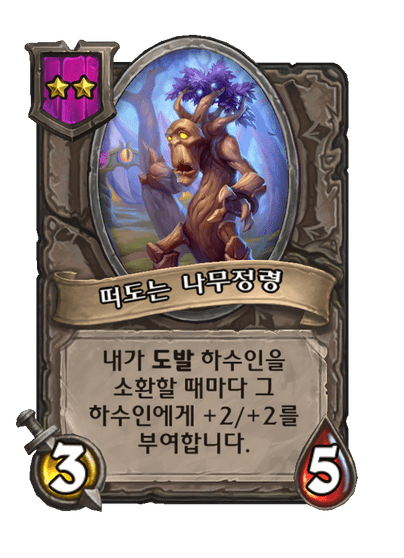 떠도는 나무정령
내가 도발 하수인을
소환할 때마다 그
하수인에게 +2/+2를
부여합니다.
3
5